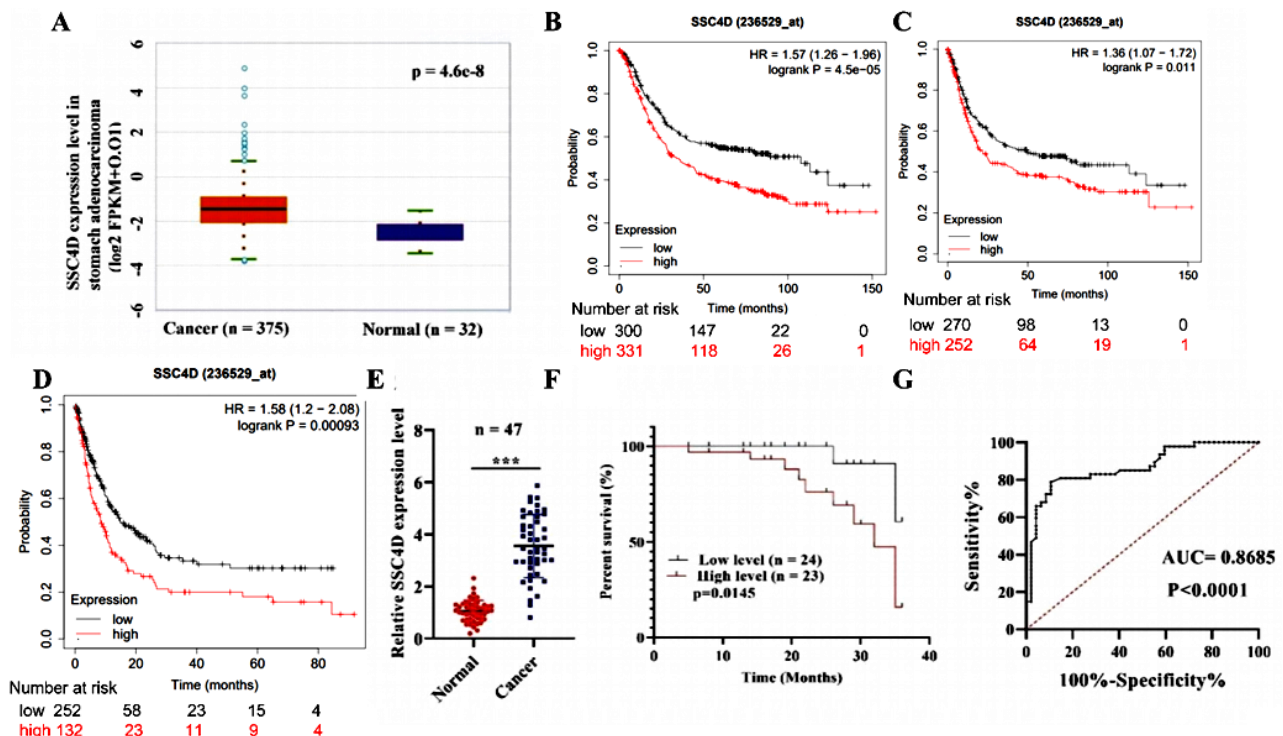 A
SSC4D expression level in
stomach adenocarcinoma
(log2 FPKM+O.O1)
6
4
2
0
-2
-4
-6
p = 4.6e-8
Cancer (n = 375)
Normal (n = 32)
B
SSC4D (236529_at)
HR = 1.57 (1.26 − 1.96)
logrank P = 4.5e−05
Probability
1.0
0.8
0.6
0.4
0.2
0.0
Expression
low
high
0 50 100 150
Time (months)
Number at risk
low 300 147 22 0
high 331 118 26 1
C
SSC4D (236529_at)
HR = 1.36 (1.07 − 1.72)
logrank P = 0.011
Probability
1.0
0.8
0.6
0.4
0.2
0.0
Expression
low
high
0 50 100 150
Time (months)
Number at risk
low 270 98 13 0
high 252 64 19 1
D
SSC4D (236529_at)
HR = 1.58 (1.2 − 2.08)
logrank P = 0.00093
Probability
1.0
0.8
0.6
0.4
0.2
0.0
Expression
low
high
0 20 40 60 80
Time (months)
Number at risk
low 252 58 23 15 4
high 132 23 11 9 4
E
Relative SSC4D expression level
8
6
4
2
0
n = 47
***
Normal
Cancer
F
Percent survival (%)
100
50
0
Low level (n = 24)
High level (n = 23)
p=0.0145
0 10 20 30 40
Time (Months)
G
Sensitivity%
100
80
60
40
20
0
AUC= 0.8685
P<0.0001
0 20 40 60 80 100
100%-Specificity%